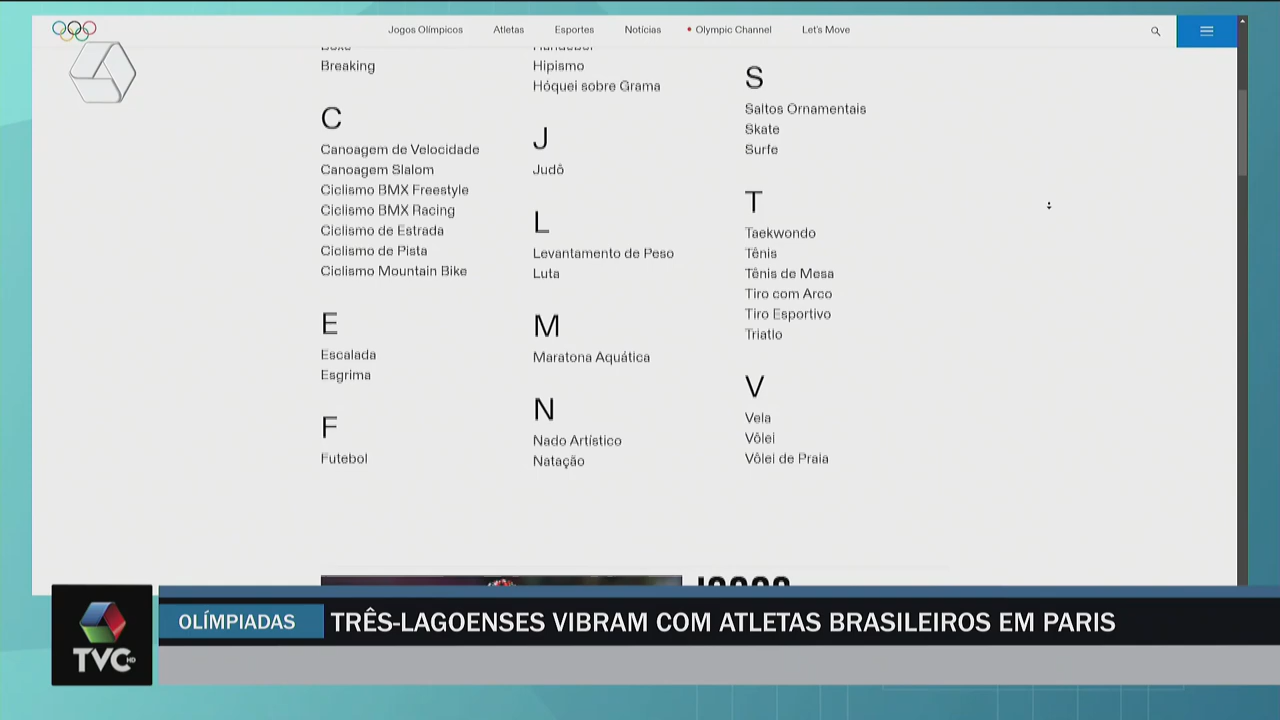 Jogos Olímpicos Atletas Esportes Notícias Olympic Channel Let's Move
Boxe
Breaking
C
Canoagem de Velocidade
Canoagem Slalom
Ciclismo BMX Freestyle
Ciclismo BMX Racing
Ciclismo de Estrada
Ciclismo de Pista
Ciclismo Mountain Bike
E
Escalada
Esgrima
F
Futebol
Handebol
Hipismo
Hóquei sobre Grama
J
Judô
L
Levantamento de Peso
Luta
M
Maratona Aquática
N
Nado Artístico
Natação
S
Saltos Ornamentais
Skate
Surfe
T
Taekwondo
Tênis
Tênis de Mesa
Tiro com Arco
Tiro Esportivo
Triatlo
V
Vela
Vôlei
Vôlei de Praia
OLÍMPIADAS
TRÊS-LAGOENSES VIBRAM COM ATLETAS BRASILEIROS EM PARIS
TVC HD